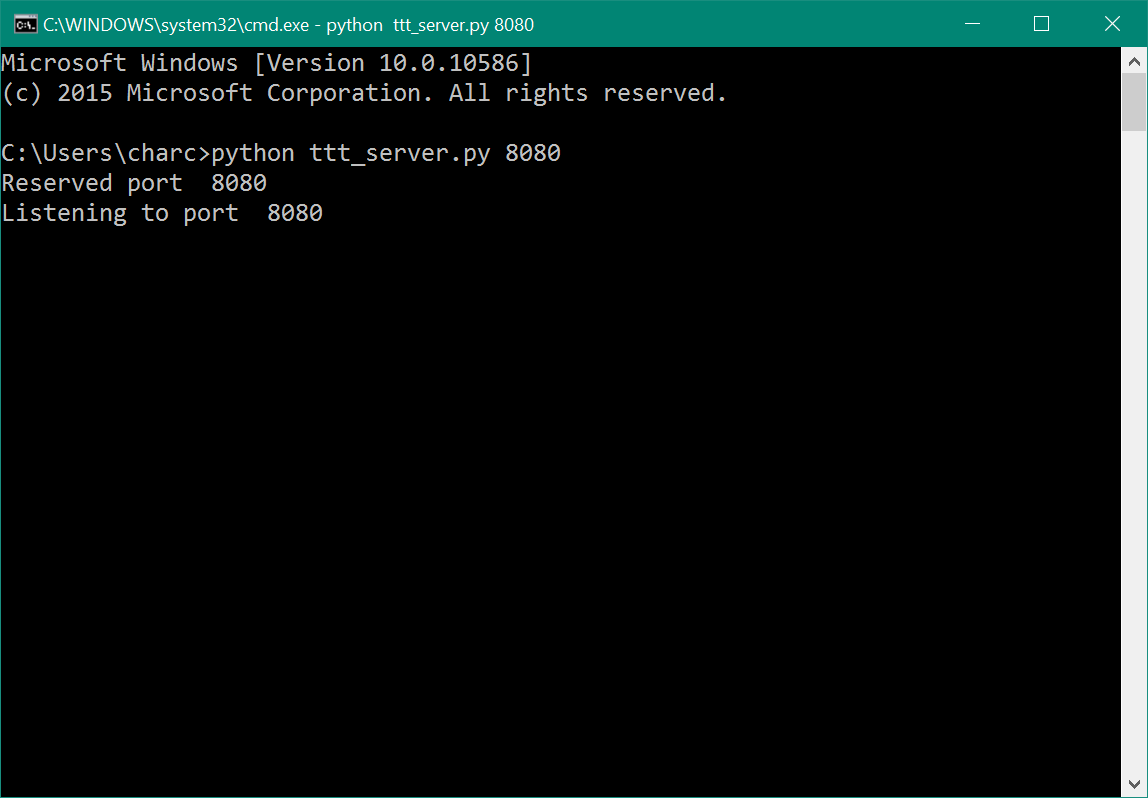 C:\WINDOWS\system32\cmd.exe - python  ttt_server.py 8080
Microsoft Windows [Version 10.0.10586]
(c) 2015 Microsoft Corporation. All rights reserved.
C:\Users\charc>python ttt_server.py 8080
Reserved port  8080
Listening to port  8080